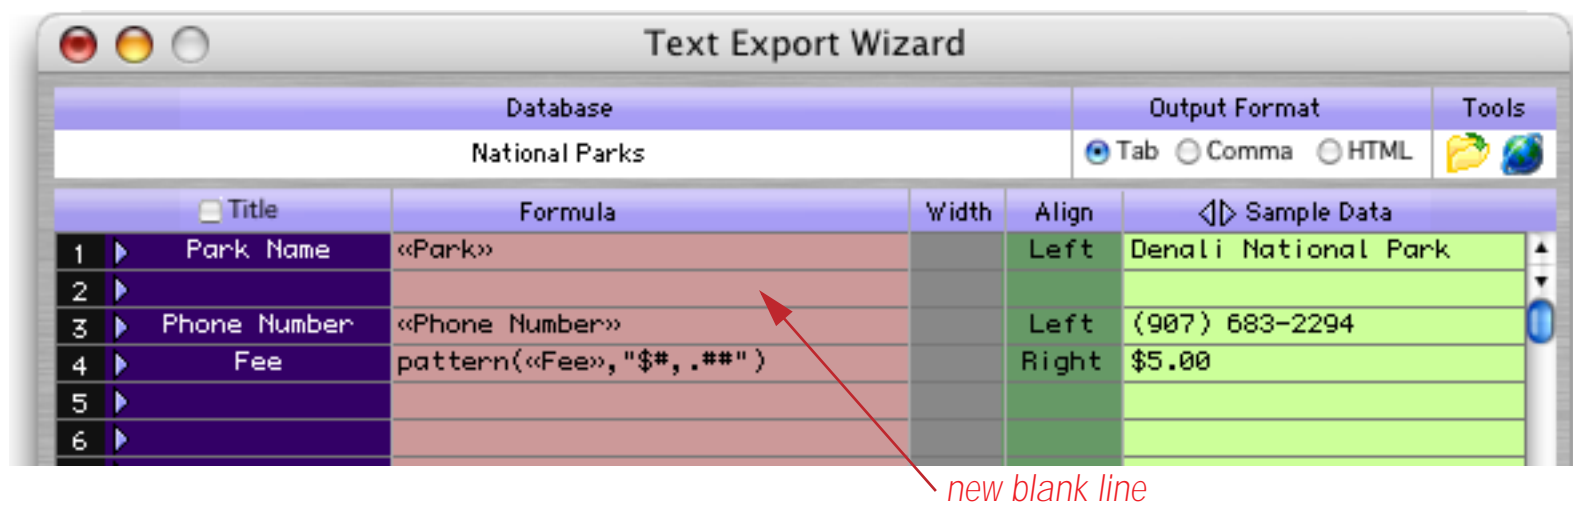 Text Export Wizard
Database Output Format Tools
National Parks Tab Comma HTML
Title Formula Width Align Sample Data
1 Park Name «Park» Left Denali National Park
2
3 Phone Number «Phone Number» Left (907) 683-2294
4 Fee pattern(«Fee»,"$#,.##") Right $5.00
5
6
new blank line